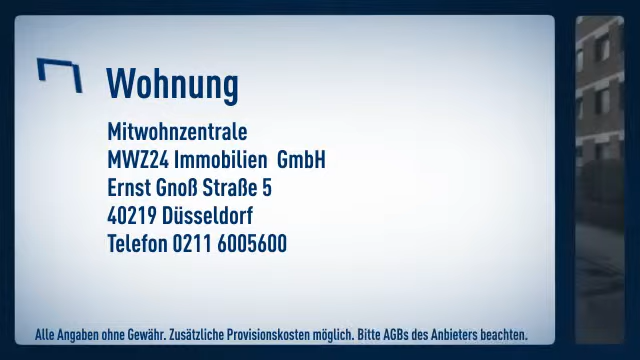 Wohnung
Mitwohnzentrale
MWZ24 Immobilien GmbH
Ernst Gnoß Straße 5
40219 Düsseldorf
Telefon 0211 6005600
Alle Angaben ohne Gewähr. Zusätzliche Provisionskosten möglich. Bitte AGBs des Anbieters beachten.